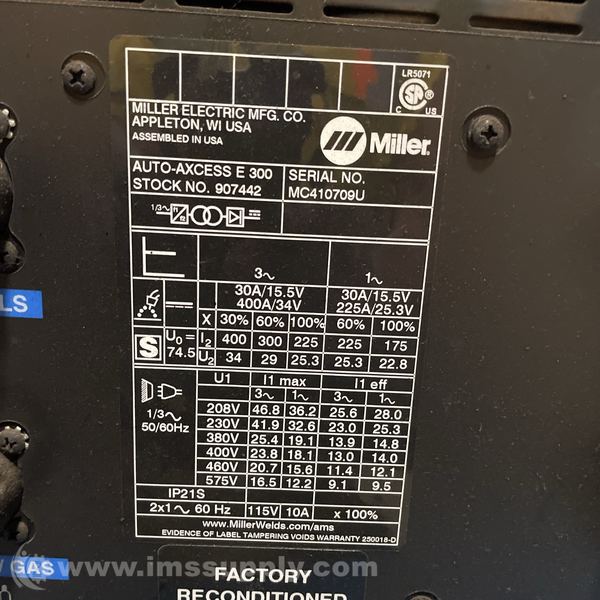 LR5071
SP®
C US
MILLER ELECTRIC MFG. CO.
APPLETON, WI USA
ASSEMBLED IN USA
Miller®
AUTO-AXCESS E 300
STOCK NO. 907442
SERIAL NO.
MC410709U
1/3~ f1/f2 =
3~ 1~
30A/15.5V 30A/15.5V
400A/34V 225A/25.3V
X 30% 60% 100% 60% 100%
S U0= 74.5 I2 400 300 225 225 175
U2 34 29 25.3 25.3 22.8
U1 I1 max I1 eff
3~ 1~ 3~ 1~
1/3~
50/60Hz
208V 46.8 36.2 25.6 28.0
230V 41.9 32.6 23.0 25.3
380V 25.4 19.1 13.9 14.8
400V 23.8 18.1 13.0 14.0
460V 20.7 15.6 11.4 12.1
575V 16.5 12.2 9.1 9.5
IP21S
2x1~ 60 Hz 115V 10A x 100%
www.MillerWelds.com/ams
EVIDENCE OF LABEL TAMPERING VOIDS WARRANTY 250018-D
LS
GAS
www.imssupply.com
FACTORY
RECONDITIONED